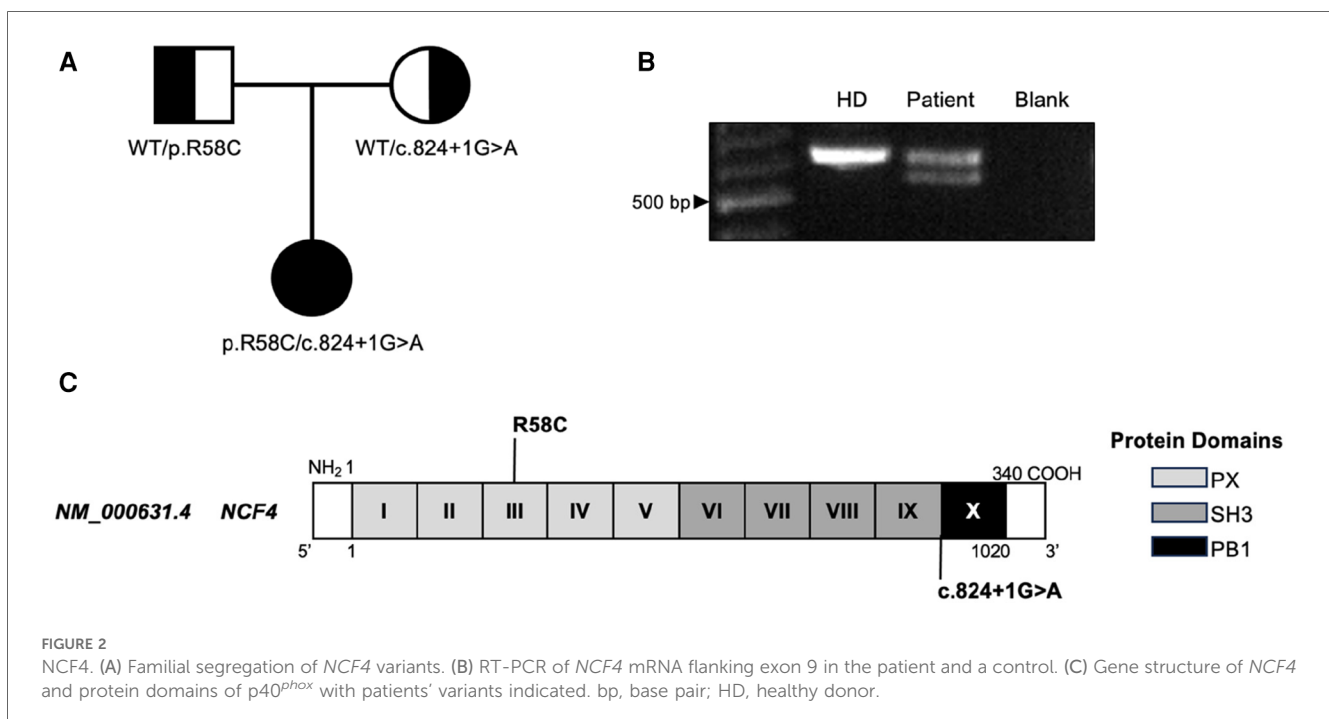 A
WT/p.R58C
WT/c.824+1G>A
p.R58C/c.824+1G>A
B
HD Patient Blank
500 bp
C
R58C
NH2 1
340 COOH
NM_000631.4 NCF4
I II III IV V VI VII VIII IX X
5’ 1 1020 3’
c.824+1G>A
Protein Domains
PX
SH3
PB1
FIGURE 2
NCF4. (A) Familial segregation of NCF4 variants. (B) RT-PCR of NCF4 mRNA flanking exon 9 in the patient and a control. (C) Gene structure of NCF4
and protein domains of p40phox with patients’ variants indicated. bp, base pair; HD, healthy donor.